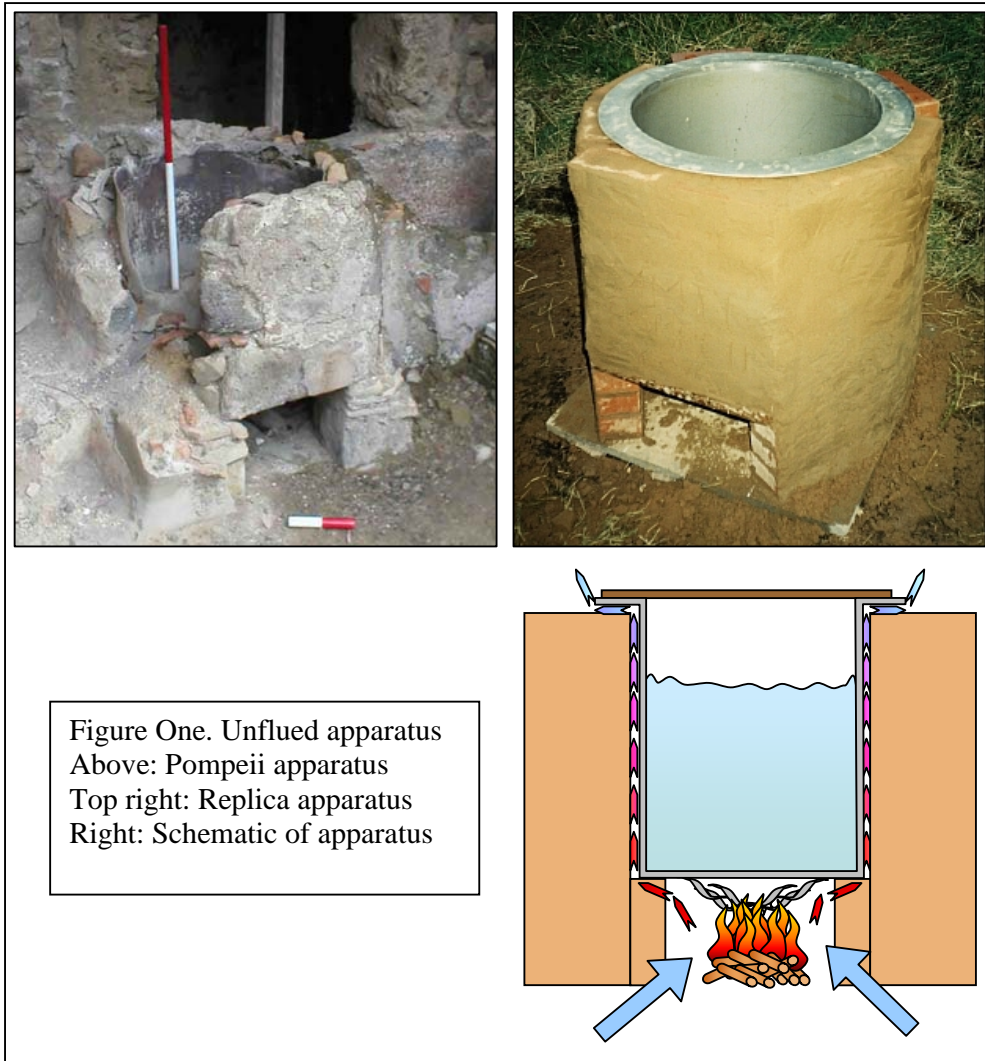 Figure One. Unflued apparatus
Above: Pompeii apparatus
Top right: Replica apparatus
Right: Schematic of apparatus